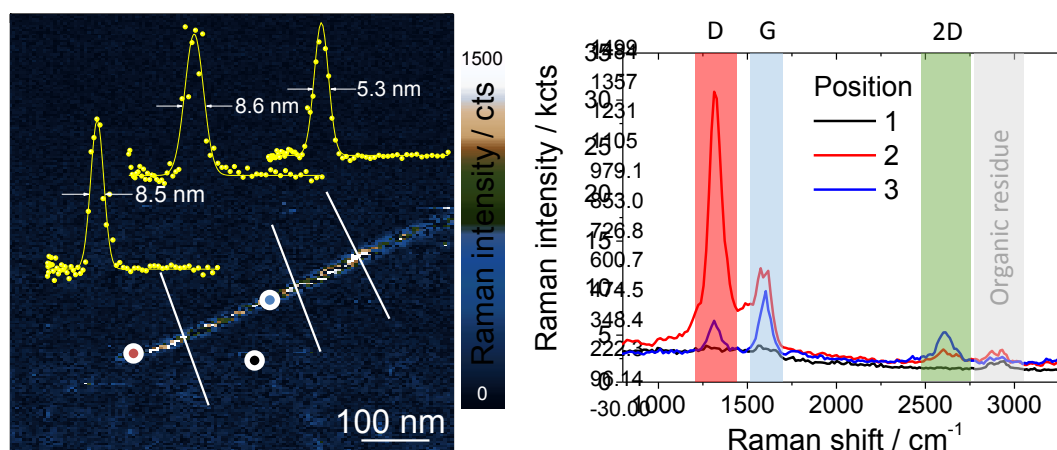 8.6 nm
5.3 nm
8.5 nm
100 nm
1500
Raman intensity / cts
0
D
G
2D
Raman intensity / kcts
35
1499
1484
1357
30
1231
1105
25
979.1
20
853.0
726.8
15
600.7
10
474.5
348.4
5
222.3
96.14
0
-30.00
Position
1
2
3
Organic residue
1000
1500
2000
2500
3000
Raman shift / cm⁻¹